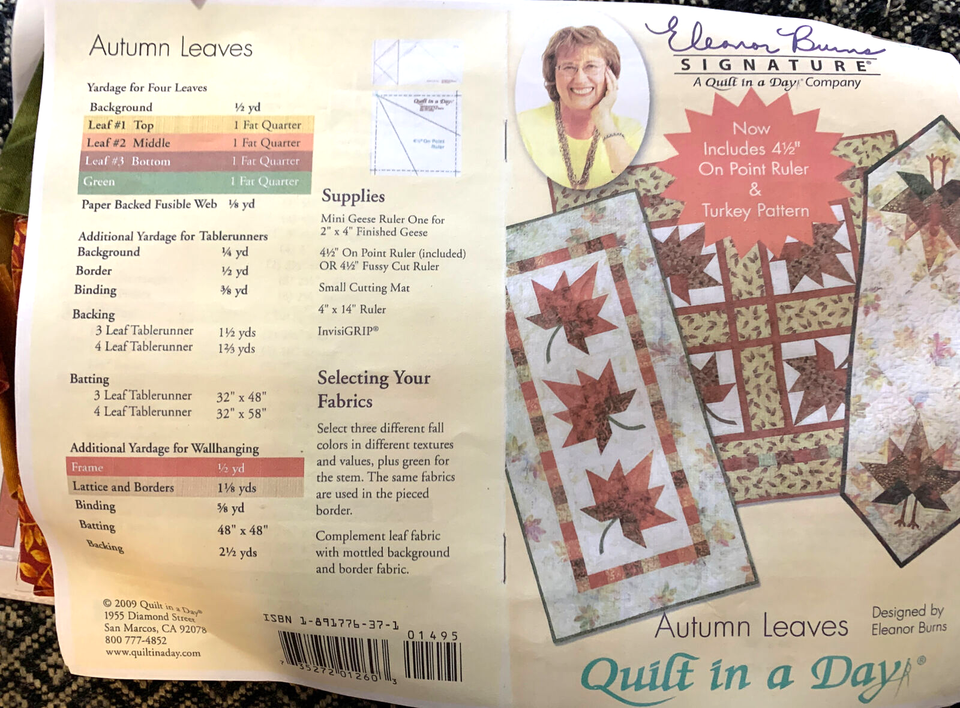 Autumn Leaves
Yardage for Four Leaves
Background ½ yd
Leaf #1 Top 1 Fat Quarter
Leaf #2 Middle 1 Fat Quarter
Leaf #3 Bottom 1 Fat Quarter
Green 1 Fat Quarter
Paper Backed Fusible Web ⅛ yd
Additional Yardage for Tablerunners
Background ¼ yd
Border ½ yd
Binding ⅜ yd
Backing
3 Leaf Tablerunner 1½ yds
4 Leaf Tablerunner 1⅔ yds
Batting
3 Leaf Tablerunner 32" x 48"
4 Leaf Tablerunner 32" x 58"
Additional Yardage for Wallhanging
Frame ½ yd
Lattice and Borders 1⅛ yds
Binding ⅝ yd
Batting 48" x 48"
Backing 2½ yds
© 2009 Quilt in a Day®
1955 Diamond Street
San Marcos, CA 92078
800 777-4852
www.quiltinaday.com
Quilt in a Day
Supplies
Mini Geese Ruler One for
2" x 4" Finished Geese
4½" On Point Ruler (included)
OR 4½" Fussy Cut Ruler
Small Cutting Mat
4" x 14" Ruler
InvisiGRIP®
Selecting Your
Fabrics
Select three different fall
colors in different textures
and values, plus green for
the stem. The same fabrics
are used in the pieced
border.
Complement leaf fabric
with mottled background
and border fabric.
ISBN 1-891776-37-1
01495
7 35272 01260 3
Eleanor Burns
SIGNATURE®
A Quilt in a Day® Company
Now
Includes 4½"
On Point Ruler
&
Turkey Pattern
Autumn Leaves
Designed by
Eleanor Burns
Quilt in a Day®